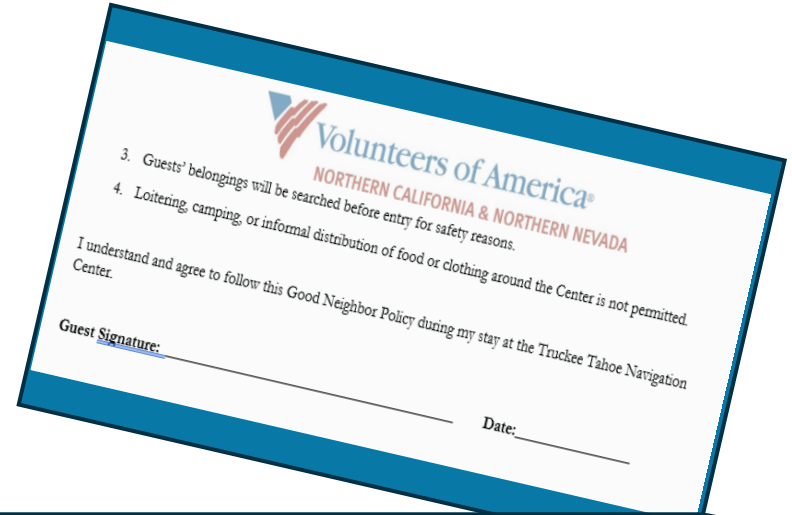 Volunteers of America®
NORTHERN CALIFORNIA & NORTHERN NEVADA
3. Guests' belongings will be searched before entry for safety reasons.
4. Loitering, camping, or informal distribution of food or clothing around the Center is not permitted.
I understand and agree to follow this Good Neighbor Policy during my stay at the Truckee Tahoe Navigation
Center.
Guest Signature:
Date: